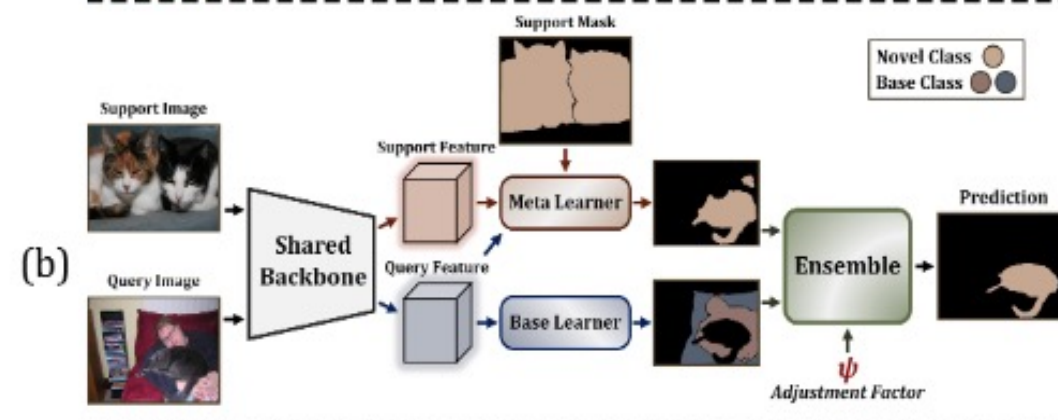 Support Mask
Novel Class
Base Class
Support Image
Support Feature
Meta Learner
Prediction
Shared
Backbone
(b)
Query Image
Query Feature
Ensemble
Base Learner
ψ
Adjustment Factor